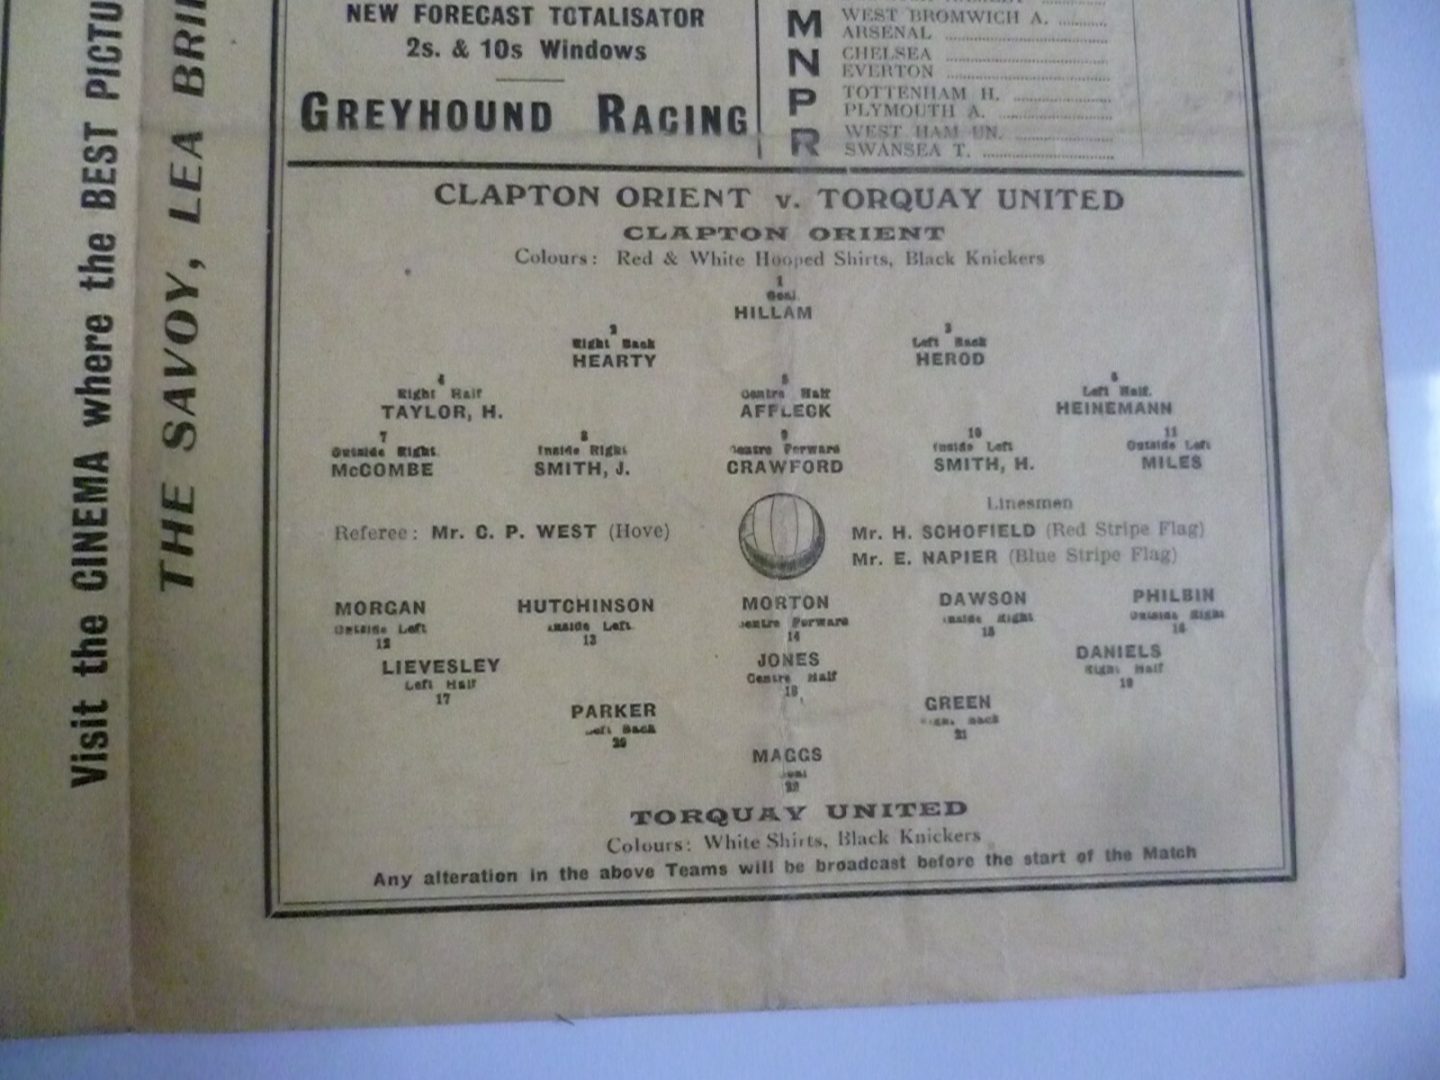 Visit the CINEMA where the BEST PICTU
THE SAVOY, LEA BRI
NEW FORECAST TOTALISATOR
2s. & 10s Windows
GREYHOUND RACING
M WEST BROMWICH A.
ARSENAL
N CHELSEA
EVERTON
P TOTTENHAM H.
PLYMOUTH A.
R WEST HAM UN.
SWANSEA T.
CLAPTON ORIENT v. TORQUAY UNITED
CLAPTON ORIENT
Colours: Red & White Hooped Shirts, Black Knickers
1
Goal
HILLAM
2 3
Right Back Left Back
HEARTY HEROD
4 5 6
Right Half Centre Half Left Half.
TAYLOR, H. AFFLECK HEINEMANN
7 8 9 10 11
Outside Right Inside Right Centre Forward Inside Left Outside Left
McCOMBE SMITH, J. CRAWFORD SMITH, H. MILES
Linesmen
Referee: Mr. C. P. WEST (Hove) Mr. H. SCHOFIELD (Red Stripe Flag)
Mr. E. NAPIER (Blue Stripe Flag)
MORGAN HUTCHINSON MORTON DAWSON PHILBIN
Outside Left Inside Left Centre Forward Inside Right Outside Right
12 13 14 15 16
LIEVESLEY JONES DANIELS
Left Half Centre Half Right Half
17 18 19
PARKER GREEN
Left Back Right Back
20 21
MAGGS
Goal
22
TORQUAY UNITED
Colours: White Shirts, Black Knickers
Any alteration in the above Teams will be broadcast before the start of the Match